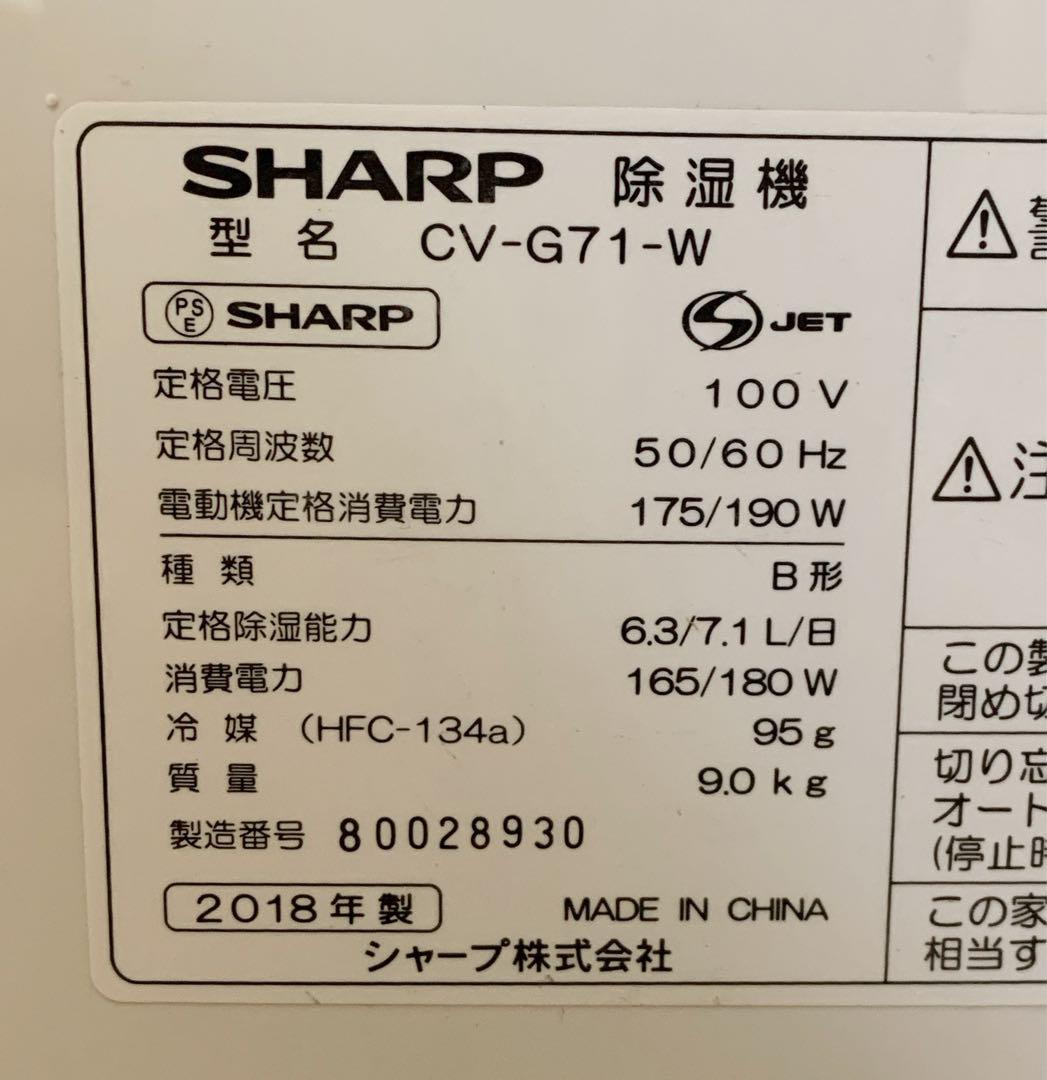 SHARP 除湿機
型名 CV-G71-W
PSE SHARP
JET
定格電圧 100 V
定格周波数 50/60 Hz
電動機定格消費電力 175/190 W
種類 B形
定格除湿能力 6.3/7.1 L/日
消費電力 165/180 W
冷媒 (HFC-134a) 95 g
質量 9.0 kg
製造番号 80028930
2018年製 MADE IN CHINA
シャープ株式会社
注
この
閉め切
切り忘
オート
(停止時
この家
相当す